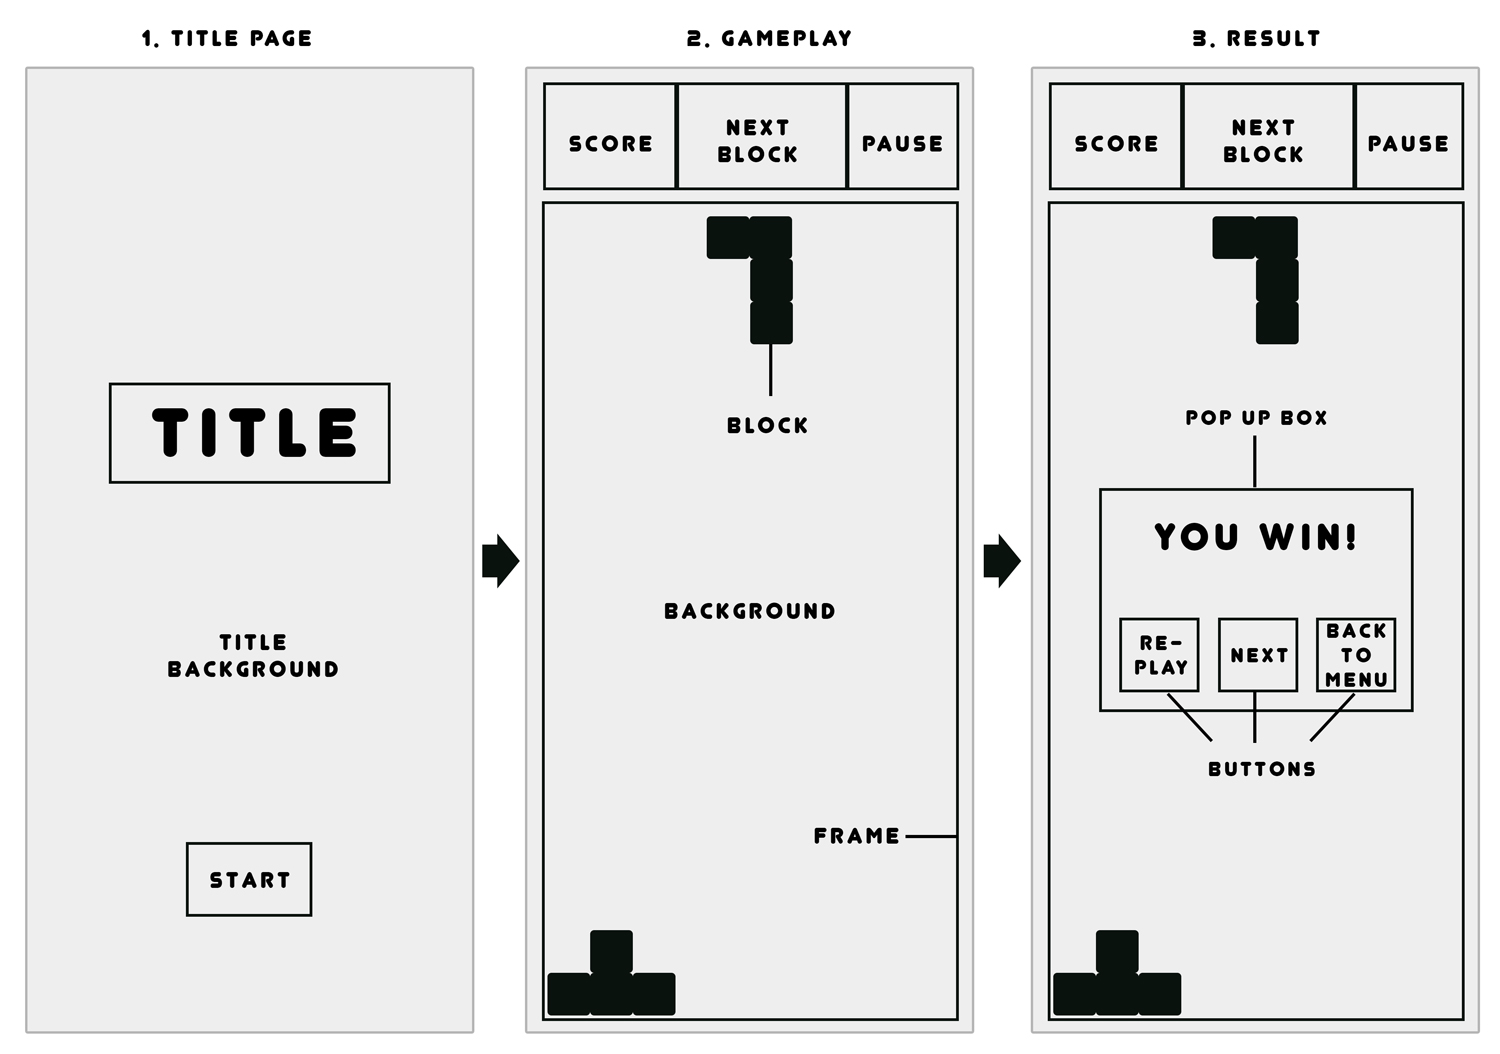 1. TITLE PAGE
TITLE
TITLE
BACKGROUND
START
2. GAMEPLAY
SCORE
NEXT
BLOCK
PAUSE
BLOCK
BACKGROUND
FRAME
3. RESULT
SCORE
NEXT
BLOCK
PAUSE
POP UP BOX
YOU WIN!
RE-
PLAY
NEXT
BACK
TO
MENU
BUTTONS